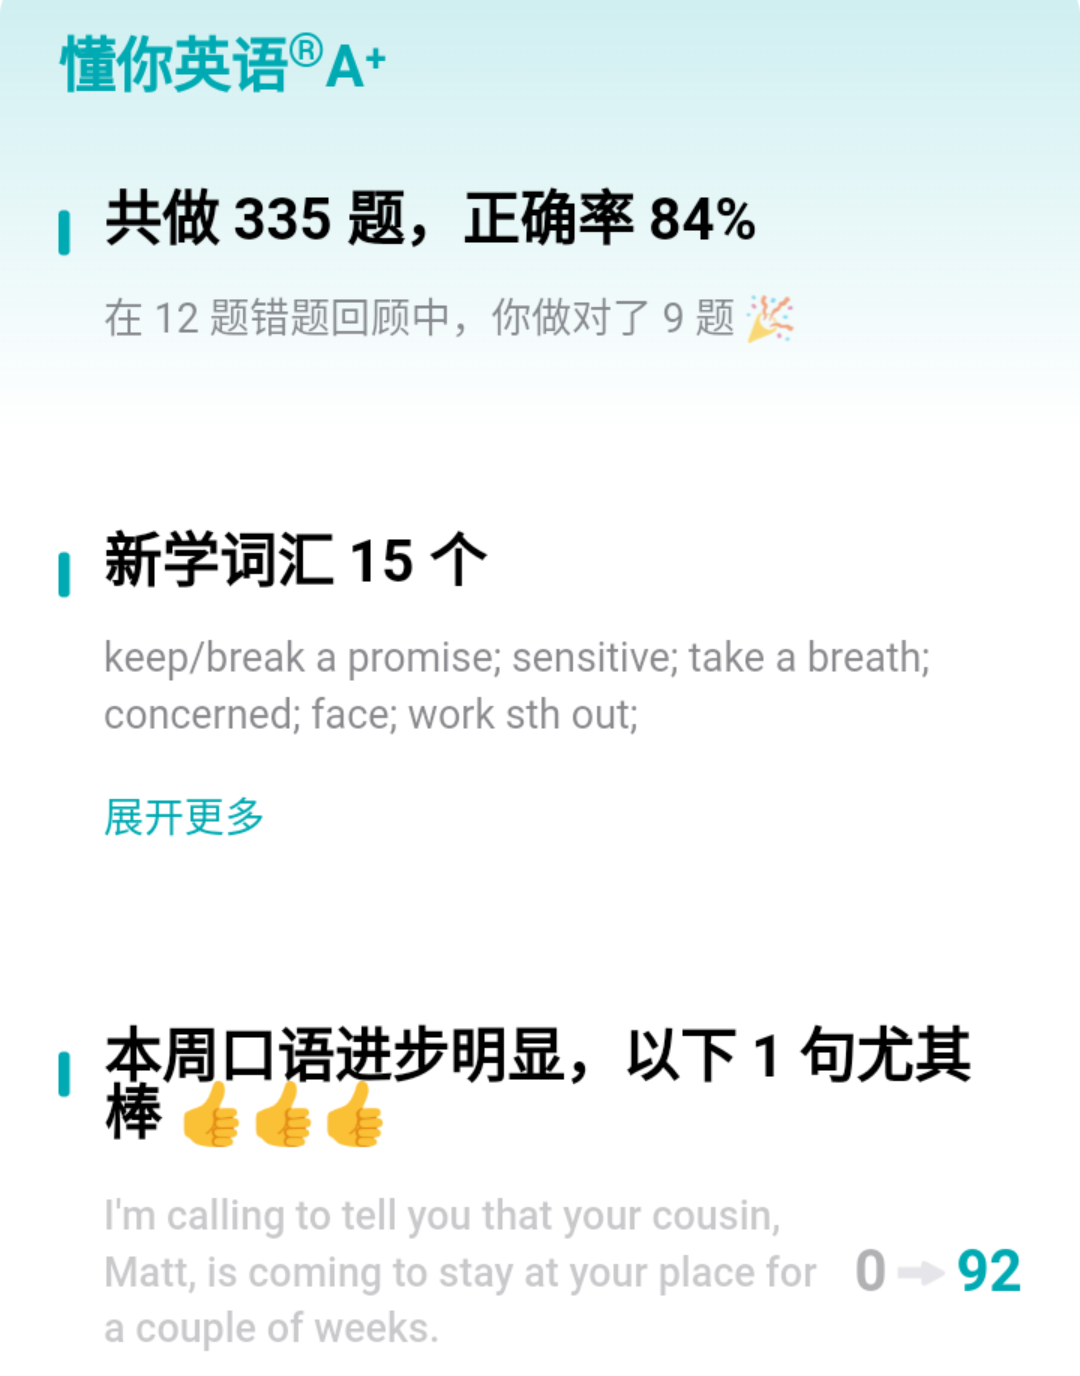 懂你英语®A+
共做 335 题，正确率 84%
在 12 题错题回顾中，你做对了 9 题 🎉
新学词汇 15 个
keep/break a promise; sensitive; take a breath;
concerned; face; work sth out;
展开更多
本周口语进步明显，以下 1 句尤其
棒 👍👍👍
I'm calling to tell you that your cousin,
Matt, is coming to stay at your place for
a couple of weeks.
0 ➡ 92